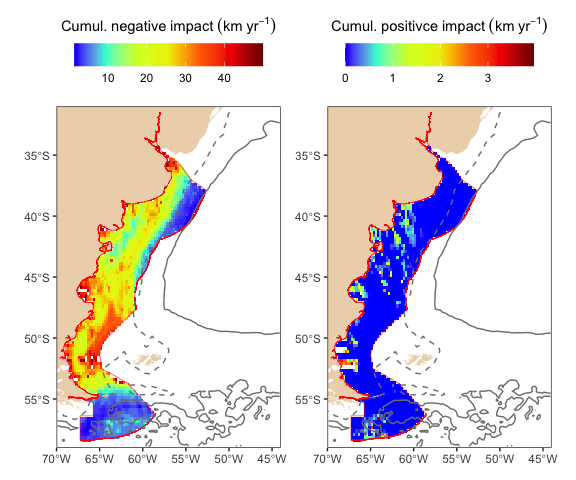 Cumul. negative impact (km yr⁻¹)
10 20 30 40
35°S
40°S
45°S
50°S
55°S
70°W 65°W 60°W 55°W 50°W 45°W
Cumul. positivce impact (km yr⁻¹)
0 1 2 3
35°S
40°S
45°S
50°S
55°S
70°W 65°W 60°W 55°W 50°W 45°W